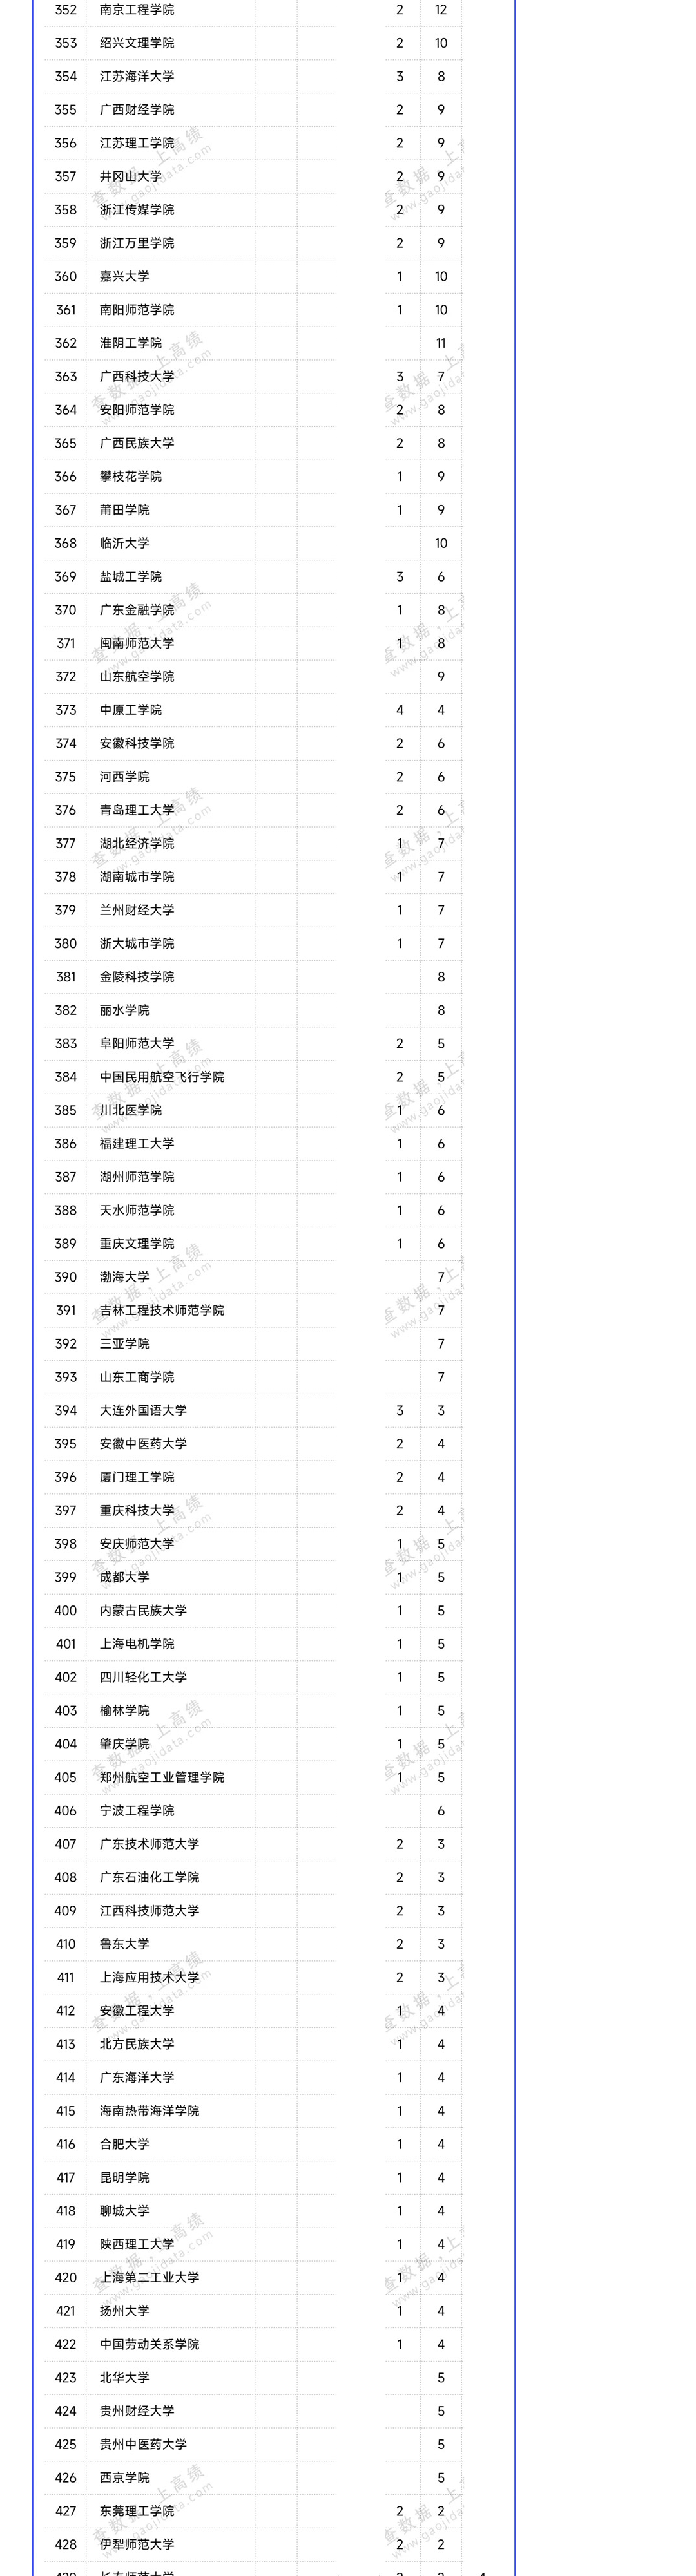 352 南京工程学院 2 12
353 绍兴文理学院 2 10
354 江苏海洋大学 3 8
355 广西财经学院 2 9
356 江苏理工学院 2 9
357 井冈山大学 2 9
358 浙江传媒学院 2 9
359 浙江万里学院 2 9
360 嘉兴大学 1 10
361 南阳师范学院 1 10
362 淮阴工学院 11
363 广西科技大学 3 7
364 安阳师范学院 2 8
365 广西民族大学 2 8
366 攀枝花学院 1 9
367 莆田学院 1 9
368 临沂大学 10
369 盐城工学院 3 6
370 广东金融学院 1 8
371 闽南师范大学 1 8
372 山东航空学院 9
373 中原工学院 4 4
374 安徽科技学院 2 6
375 河西学院 2 6
376 青岛理工大学 2 6
377 湖北经济学院 1 7
378 湖南城市学院 1 7
379 兰州财经大学 1 7
380 浙大城市学院 1 7
381 金陵科技学院 8
382 丽水学院 8
383 阜阳师范大学 2 5
384 中国民用航空飞行学院 2 5
385 川北医学院 1 6
386 福建理工大学 1 6
387 湖州师范学院 1 6
388 天水师范学院 1 6
389 重庆文理学院 1 6
390 渤海大学 7
391 吉林工程技术师范学院 7
392 三亚学院 7
393 山东工商学院 7
394 大连外国语大学 3 3
395 安徽中医药大学 2 4
396 厦门理工学院 2 4
397 重庆科技大学 2 4
398 安庆师范大学 1 5
399 成都大学 1 5
400 内蒙古民族大学 1 5
401 上海电机学院 1 5
402 四川轻化工大学 1 5
403 榆林学院 1 5
404 肇庆学院 1 5
405 郑州航空工业管理学院 1 5
406 宁波工程学院 6
407 广东技术师范大学 2 3
408 广东石油化工学院 2 3
409 江西科技师范大学 2 3
410 鲁东大学 2 3
411 上海应用技术大学 2 3
412 安徽工程大学 1 4
413 北方民族大学 1 4
414 广东海洋大学 1 4
415 海南热带海洋学院 1 4
416 合肥大学 1 4
417 昆明学院 1 4
418 聊城大学 1 4
419 陕西理工大学 1 4
420 上海第二工业大学 1 4
421 扬州大学 1 4
422 中国劳动关系学院 1 4
423 北华大学 5
424 贵州财经大学 5
425 贵州中医药大学 5
426 西京学院 5
427 东莞理工学院 2 2
428 伊犁师范大学 2 2
查数据，上高绩
www.gaojidata.com